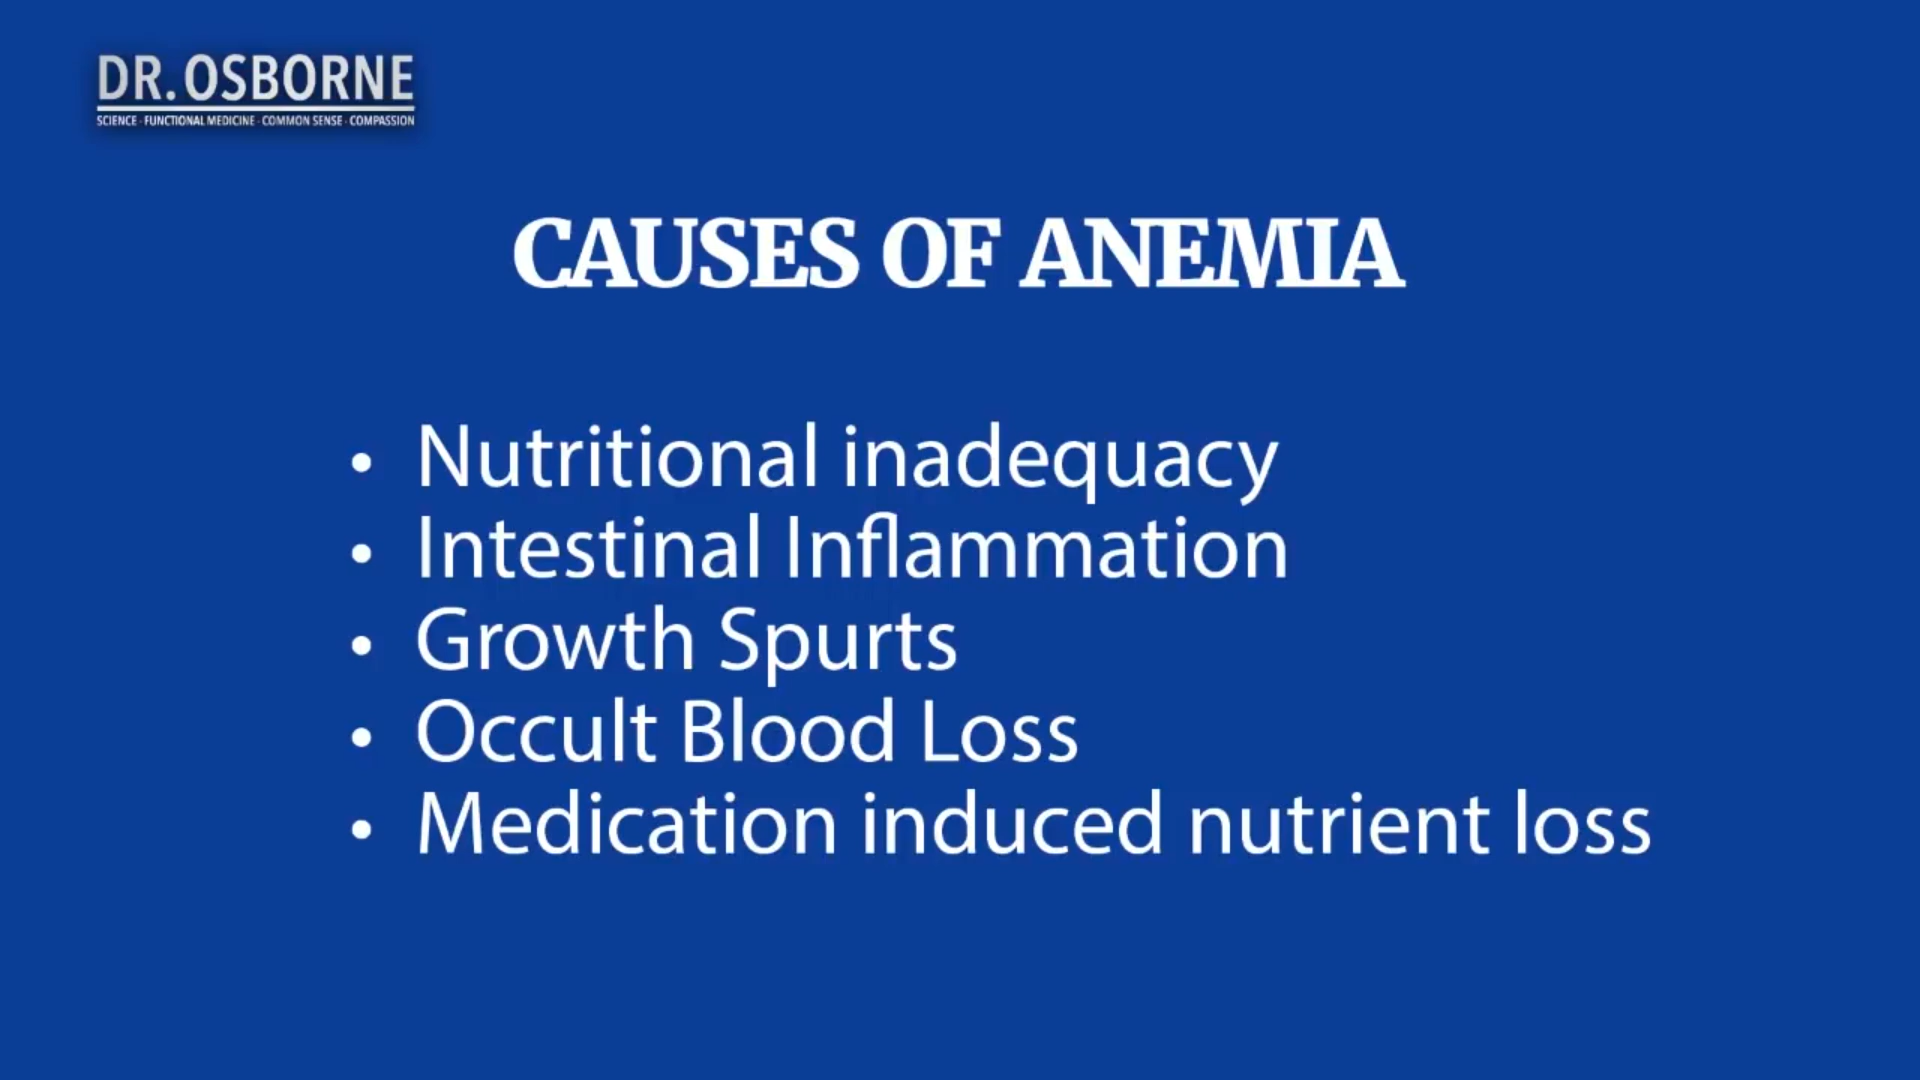 DR. OSBORNE
SCIENCE · FUNCTIONAL MEDICINE · COMMON SENSE · COMPASSION
CAUSES OF ANEMIA
• Nutritional inadequacy
• Intestinal Inflammation
• Growth Spurts
• Occult Blood Loss
• Medication induced nutrient loss